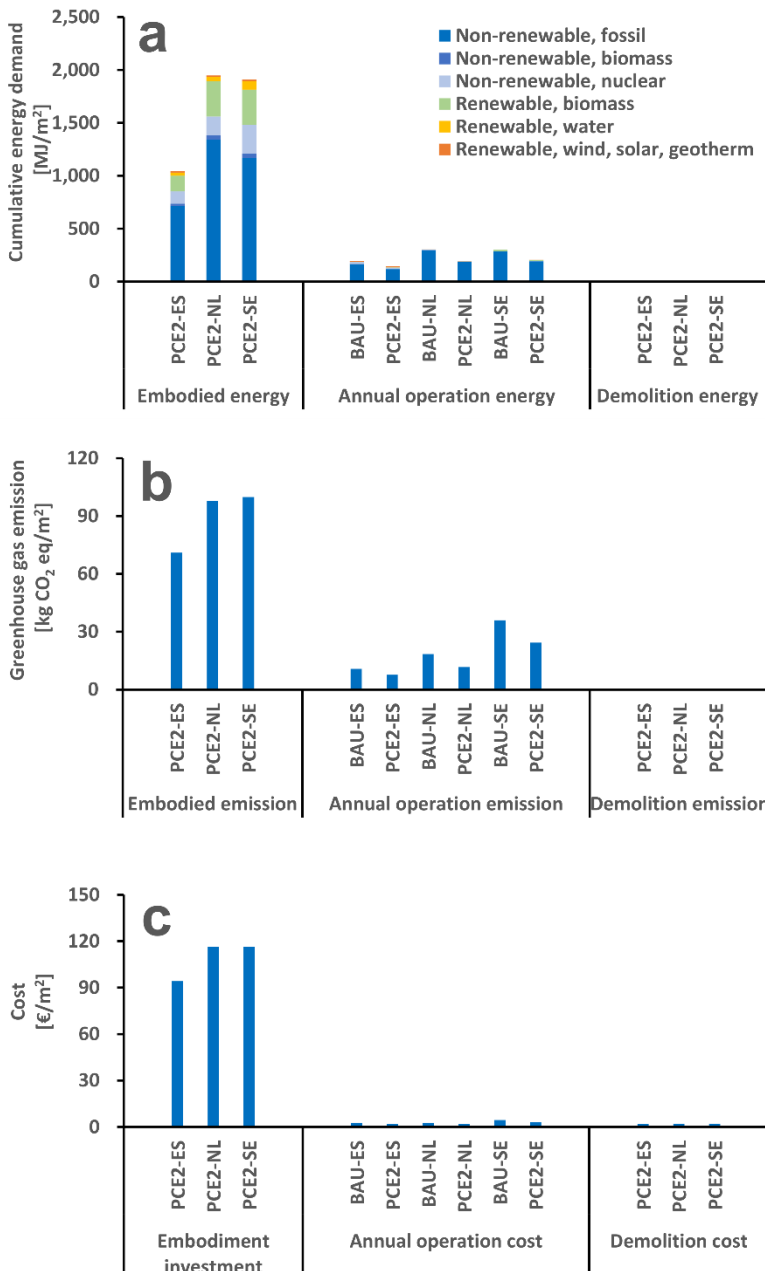 a
2,500
2,000
1,500
1,000
500
0
Cumulative energy demand
[MJ/m²]
Non-renewable, fossil
Non-renewable, biomass
Non-renewable, nuclear
Renewable, biomass
Renewable, water
Renewable, wind, solar, geotherm
PCE2-ES
PCE2-NL
PCE2-SE
BAU-ES
PCE2-ES
BAU-NL
PCE2-NL
BAU-SE
PCE2-SE
PCE2-ES
PCE2-NL
PCE2-SE
Embodied energy
Annual operation energy
Demolition energy
b
120
90
60
30
0
Greenhouse gas emission
[kg CO₂ eq/m²]
PCE2-ES
PCE2-NL
PCE2-SE
BAU-ES
PCE2-ES
BAU-NL
PCE2-NL
BAU-SE
PCE2-SE
PCE2-ES
PCE2-NL
PCE2-SE
Embodied emission
Annual operation emission
Demolition emission
c
150
120
90
60
30
0
Cost
[€/m²]
PCE2-ES
PCE2-NL
PCE2-SE
BAU-ES
PCE2-ES
BAU-NL
PCE2-NL
BAU-SE
PCE2-SE
PCE2-ES
PCE2-NL
PCE2-SE
Embodiment
investment
Annual operation cost
Demolition cost